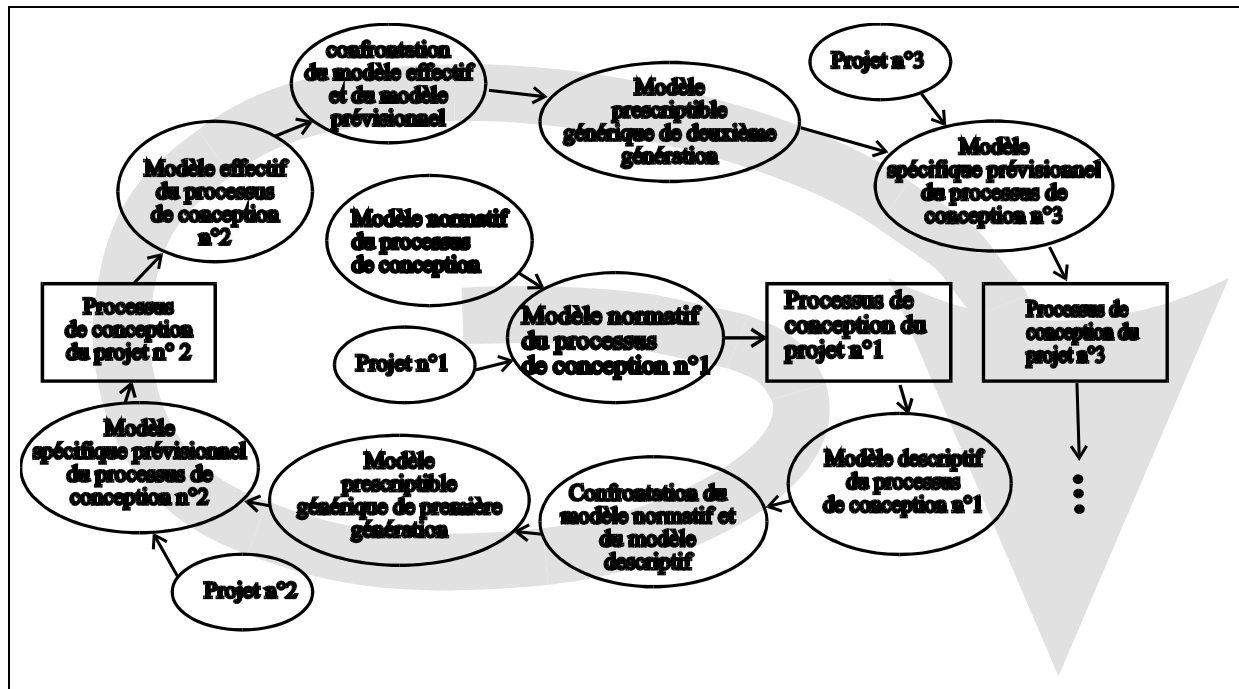 confrontation
du modèle effectif
et du modèle
prévisionnel
Projet n°3
Modèle
prescriptible
générique de deuxième
génération
Modèle
spécifique prévisionnel
du processus de
conception n°3
Modèle effectif
du processus
de conception
n°2
Modèle normatif
du processus
de conception
Processus
de conception
du projet n° 2
Projet n°1
Modèle normatif
du processus
de conception n°1
Processus de
conception du
projet n°1
Processus de
conception du
projet n°3
Modèle
spécifique prévisionnel
du processus de
conception n°2
Modèle
prescriptible
générique de première
génération
Confrontation du
modèle normatif et
du modèle
descriptif
Modèle descriptif
du processus
de conception n°1
Projet n°2